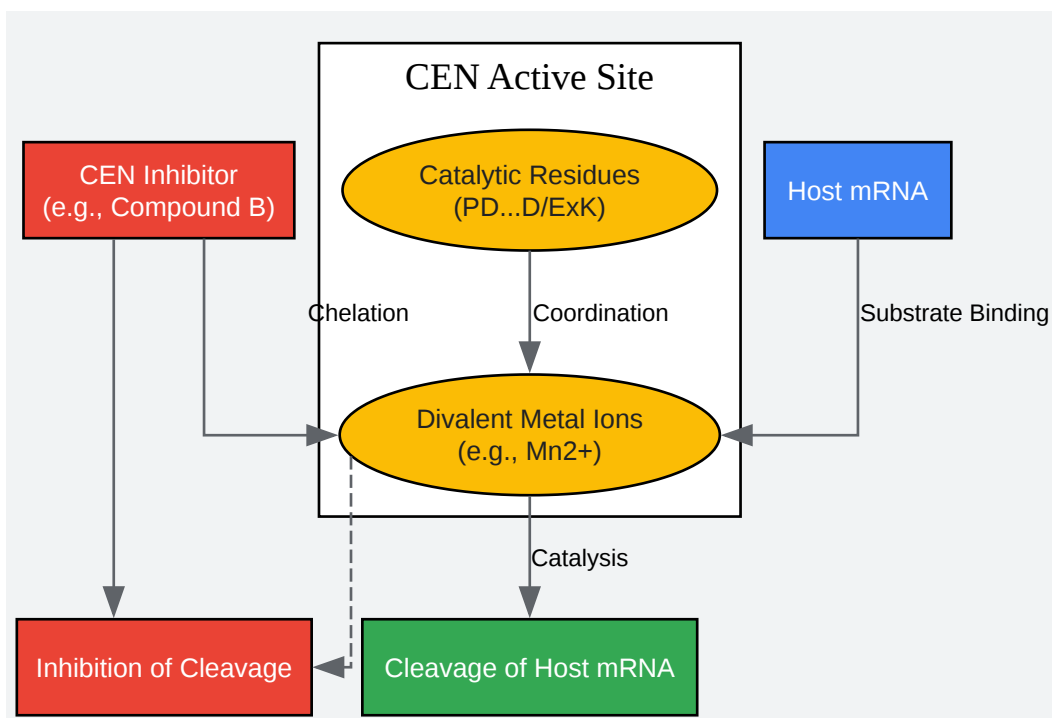 CEN Active Site
CEN Inhibitor
(e.g., Compound B)
Catalytic Residues
(PD...D/ExK)
Host mRNA
Chelation
Coordination
Substrate Binding
Divalent Metal Ions
(e.g., Mn2+)
Catalysis
Inhibition of Cleavage
Cleavage of Host mRNA